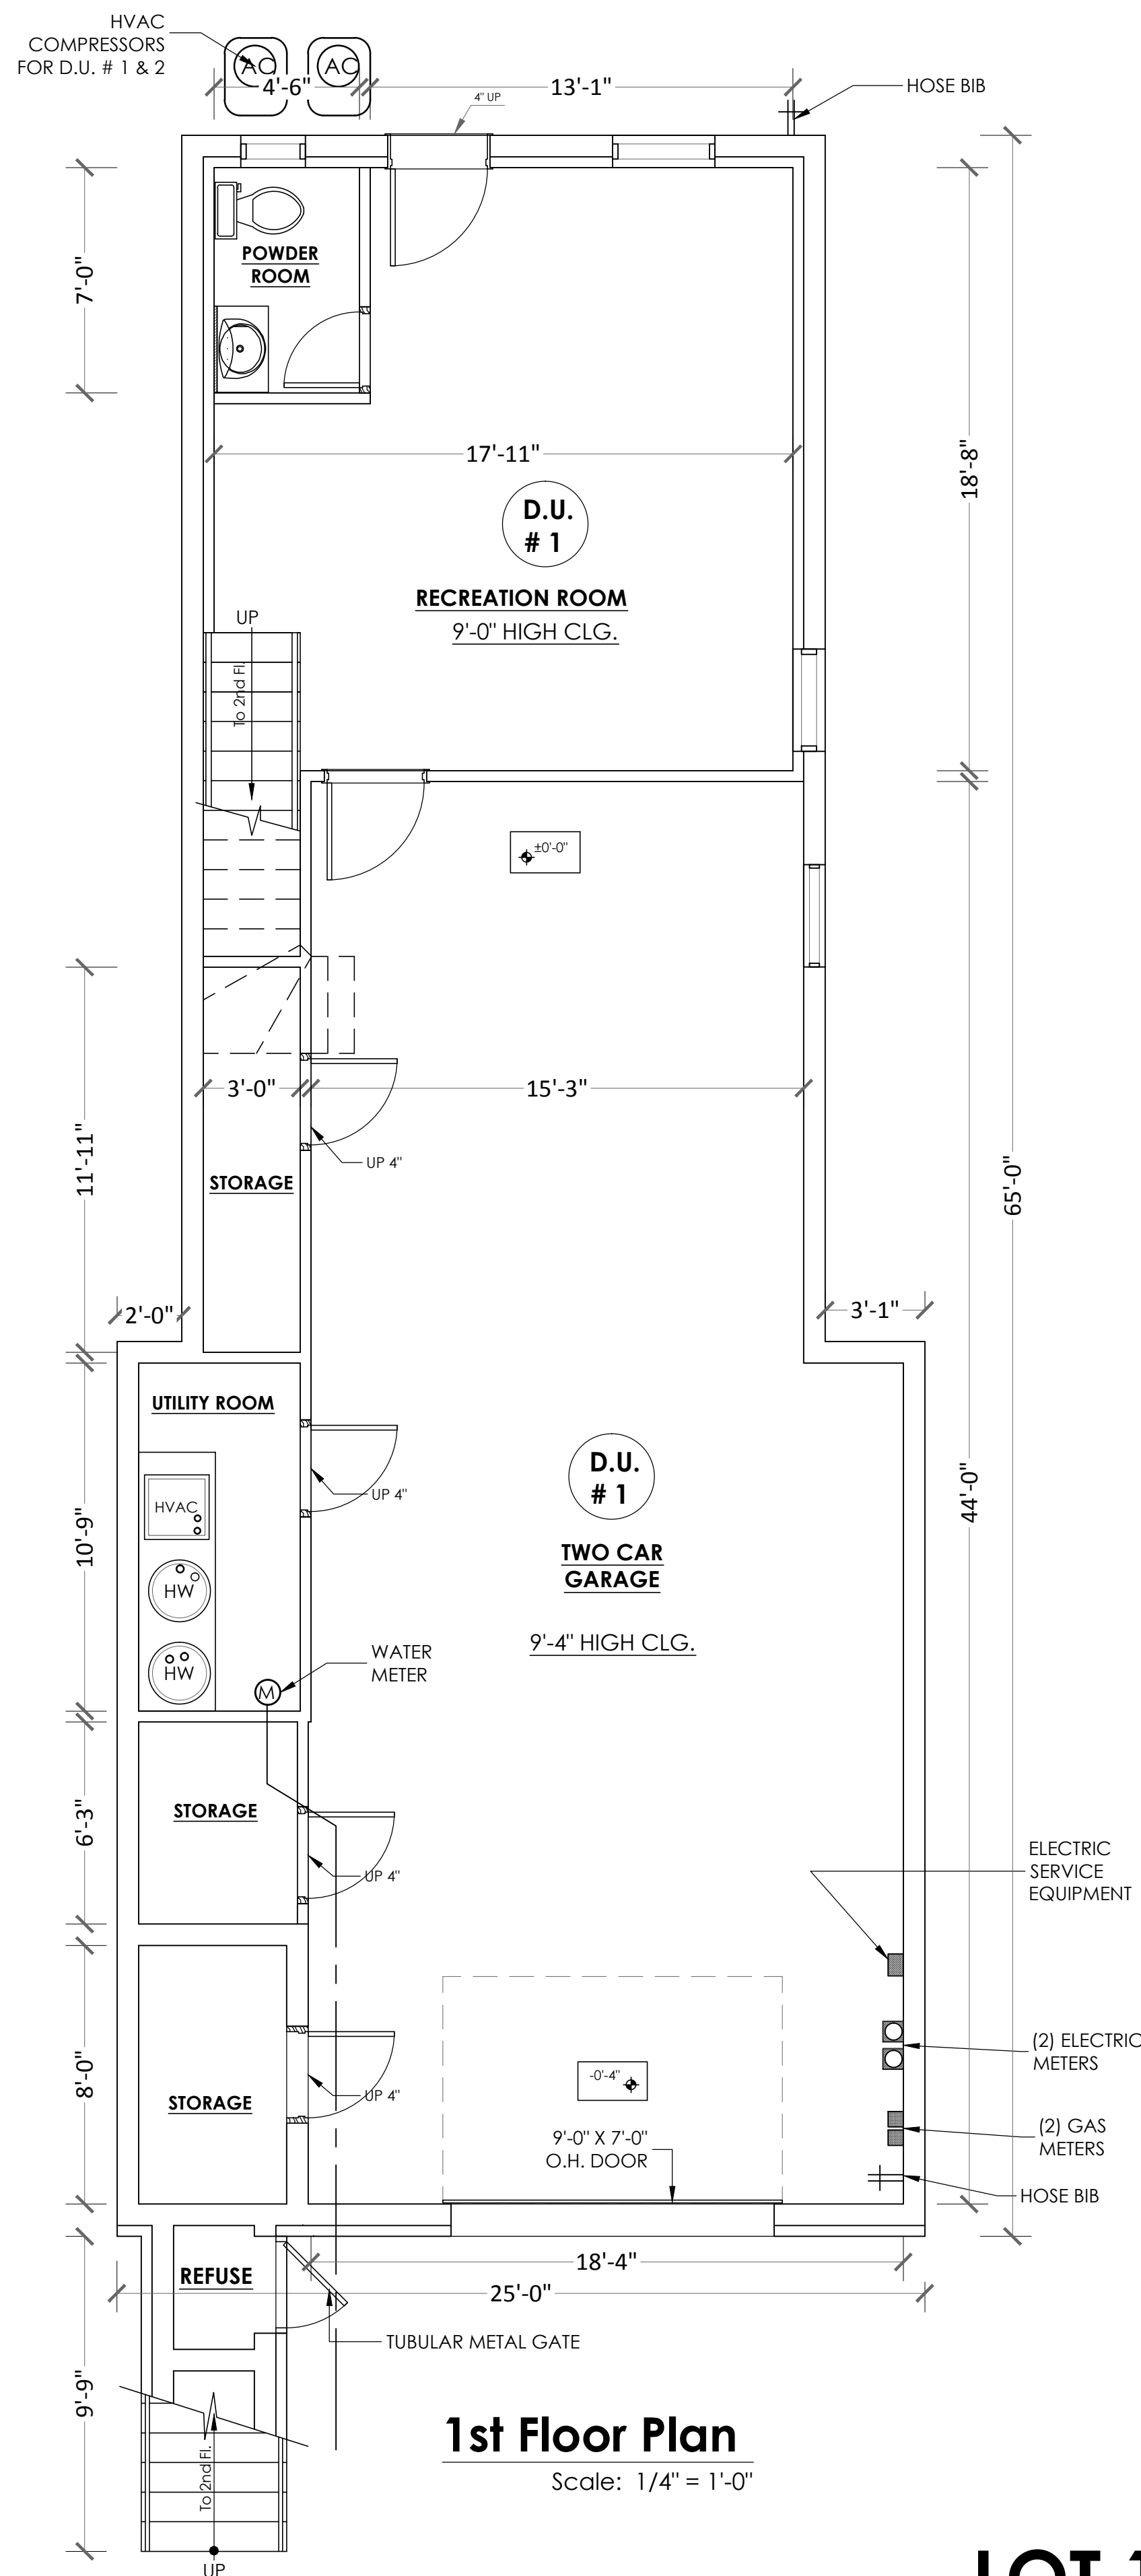 HVAC
COMPRESSORS
FOR D.U. # 1 & 2
AC
AC
4'-6"
13'-1"
HOSE BIB
4" UP
POWDER
ROOM
7'-0"
17'-11"
18'-8"
D.U.
# 1
RECREATION ROOM
9'-0" HIGH CLG.
UP
To 2nd Fl.
±0'-0"
3'-0"
15'-3"
UP 4"
11'-11"
STORAGE
65'-0"
2'-0"
3'-1"
UTILITY ROOM
D.U.
# 1
UP 4"
HVAC
10'-9"
44'-0"
TWO CAR
GARAGE
HW
9'-4" HIGH CLG.
WATER
METER
HW
M
STORAGE
6'-3"
UP 4"
ELECTRIC
SERVICE
EQUIPMENT
(2) ELECTRIC
METERS
8'-0"
-0'-4"
UP 4"
STORAGE
9'-0" X 7'-0"
O.H. DOOR
(2) GAS
METERS
HOSE BIB
18'-4"
REFUSE
25'-0"
TUBULAR METAL GATE
9'-9"
1st Floor Plan
Scale: 1/4" = 1'-0"
To 2nd Fl.
UP
LOT 1